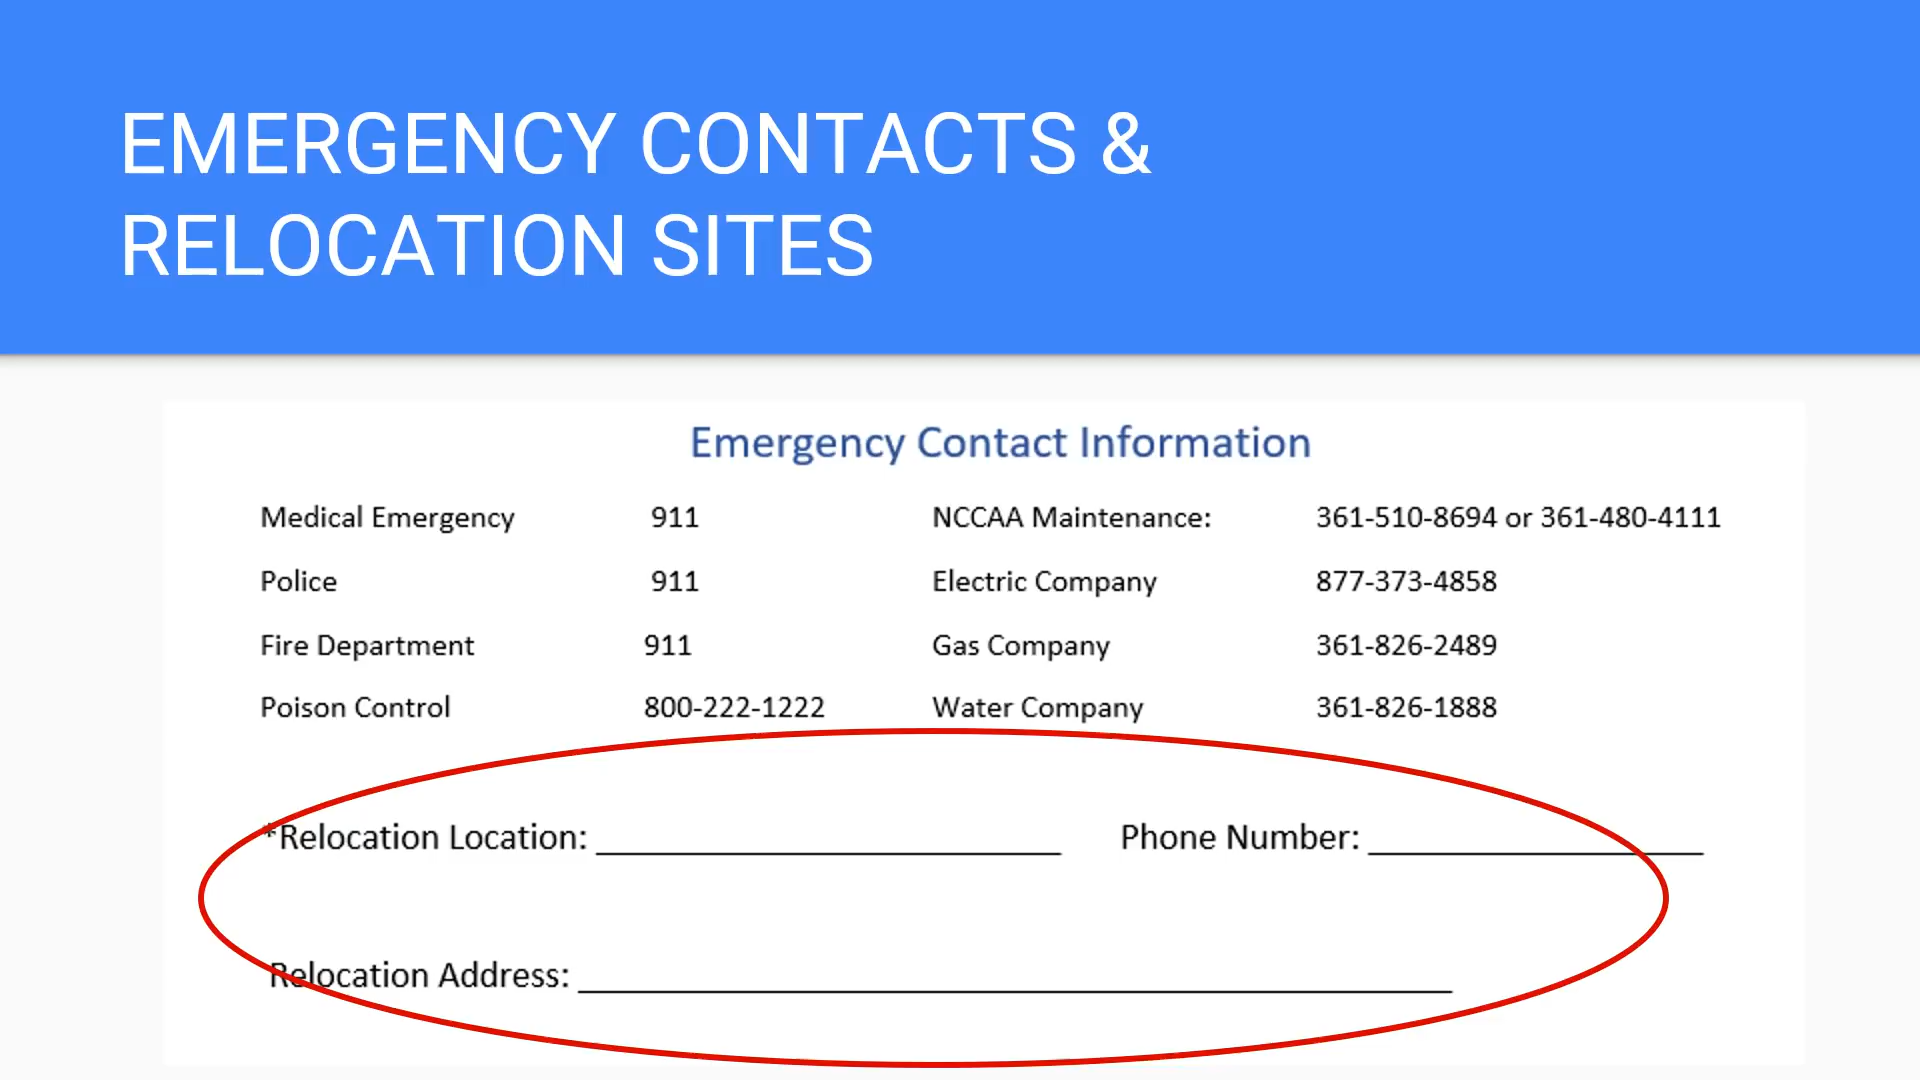 EMERGENCY CONTACTS &
RELOCATION SITES
Emergency Contact Information
Medical Emergency 911 NCCAA Maintenance: 361-510-8694 or 361-480-4111
Police 911 Electric Company 877-373-4858
Fire Department 911 Gas Company 361-826-2489
Poison Control 800-222-1222 Water Company 361-826-1888
*Relocation Location: ____________________ Phone Number: ____________________
Relocation Address: ____________________